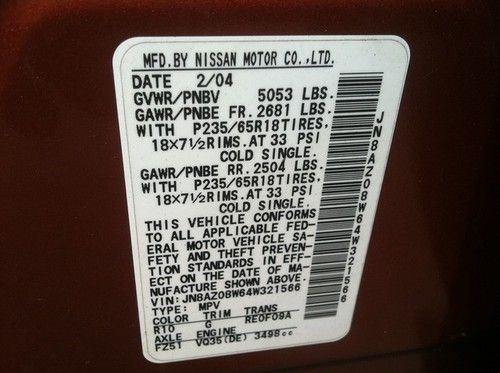 MFD.BY NISSAN MOTOR CO.,LTD.
DATE 2/04
GVWR/PNBV 5053 LBS.
GAWR/PNBE FR. 2681 LBS.
WITH P235/65R18TIRES.
18×7½RIMS.AT 33 PSI
COLD SINGLE.
GAWR/PNBE RR. 2504 LBS.
WITH P235/65R18TIRES.
18×7½RIMS.AT 33 PSI
COLD SINGLE.
THIS VEHICLE CONFORMS
TO ALL APPLICABLE FED-
ERAL MOTOR VEHICLE SA-
FETY AND THEFT PREVEN-
TION STANDARDS IN EFF-
ECT ON THE DATE OF MA-
NUFACTURE SHOWN ABOVE.
VIN:JN8AZ08W64W321566
TYPE: MPV
COLOR TRIM TRANS
R10 G RE0F09A
AXLE ENGINE
FZ51 VQ35(DE) 3498cc
JN8AZ08W64W321566